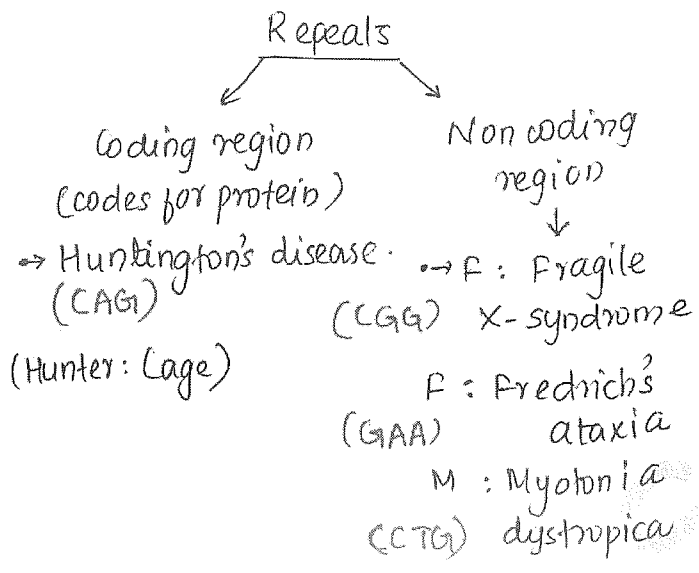 Repeals
Coding region
(codes for protein)
→ Huntington's disease.
(CAG)
(Hunter: Cage)
Non coding
region
→ F : Fragile
(CGG) X-syndrome
F : Fredrich's
(GAA) ataxia
M : Myotonia
(CTG) dystropica